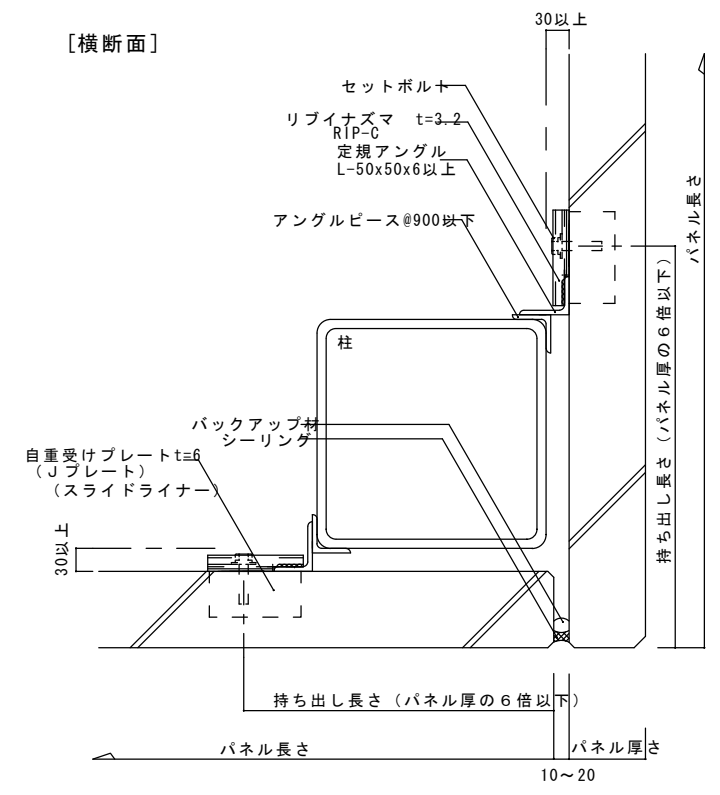 [横断面]
30以上
セットボルト
リブイナズマ t=3.2
RIP-C
定規アングル
L-50x50x6以上
アングルピース@900以下
柱
バックアップ材
シーリング
自重受けプレートt=6
(Jプレート)
(スライドライナー)
30以上
パネル長さ
持ち出し長さ(パネル厚の6倍以下)
持ち出し長さ(パネル厚の6倍以下)
パネル長さ
パネル厚さ
10〜20